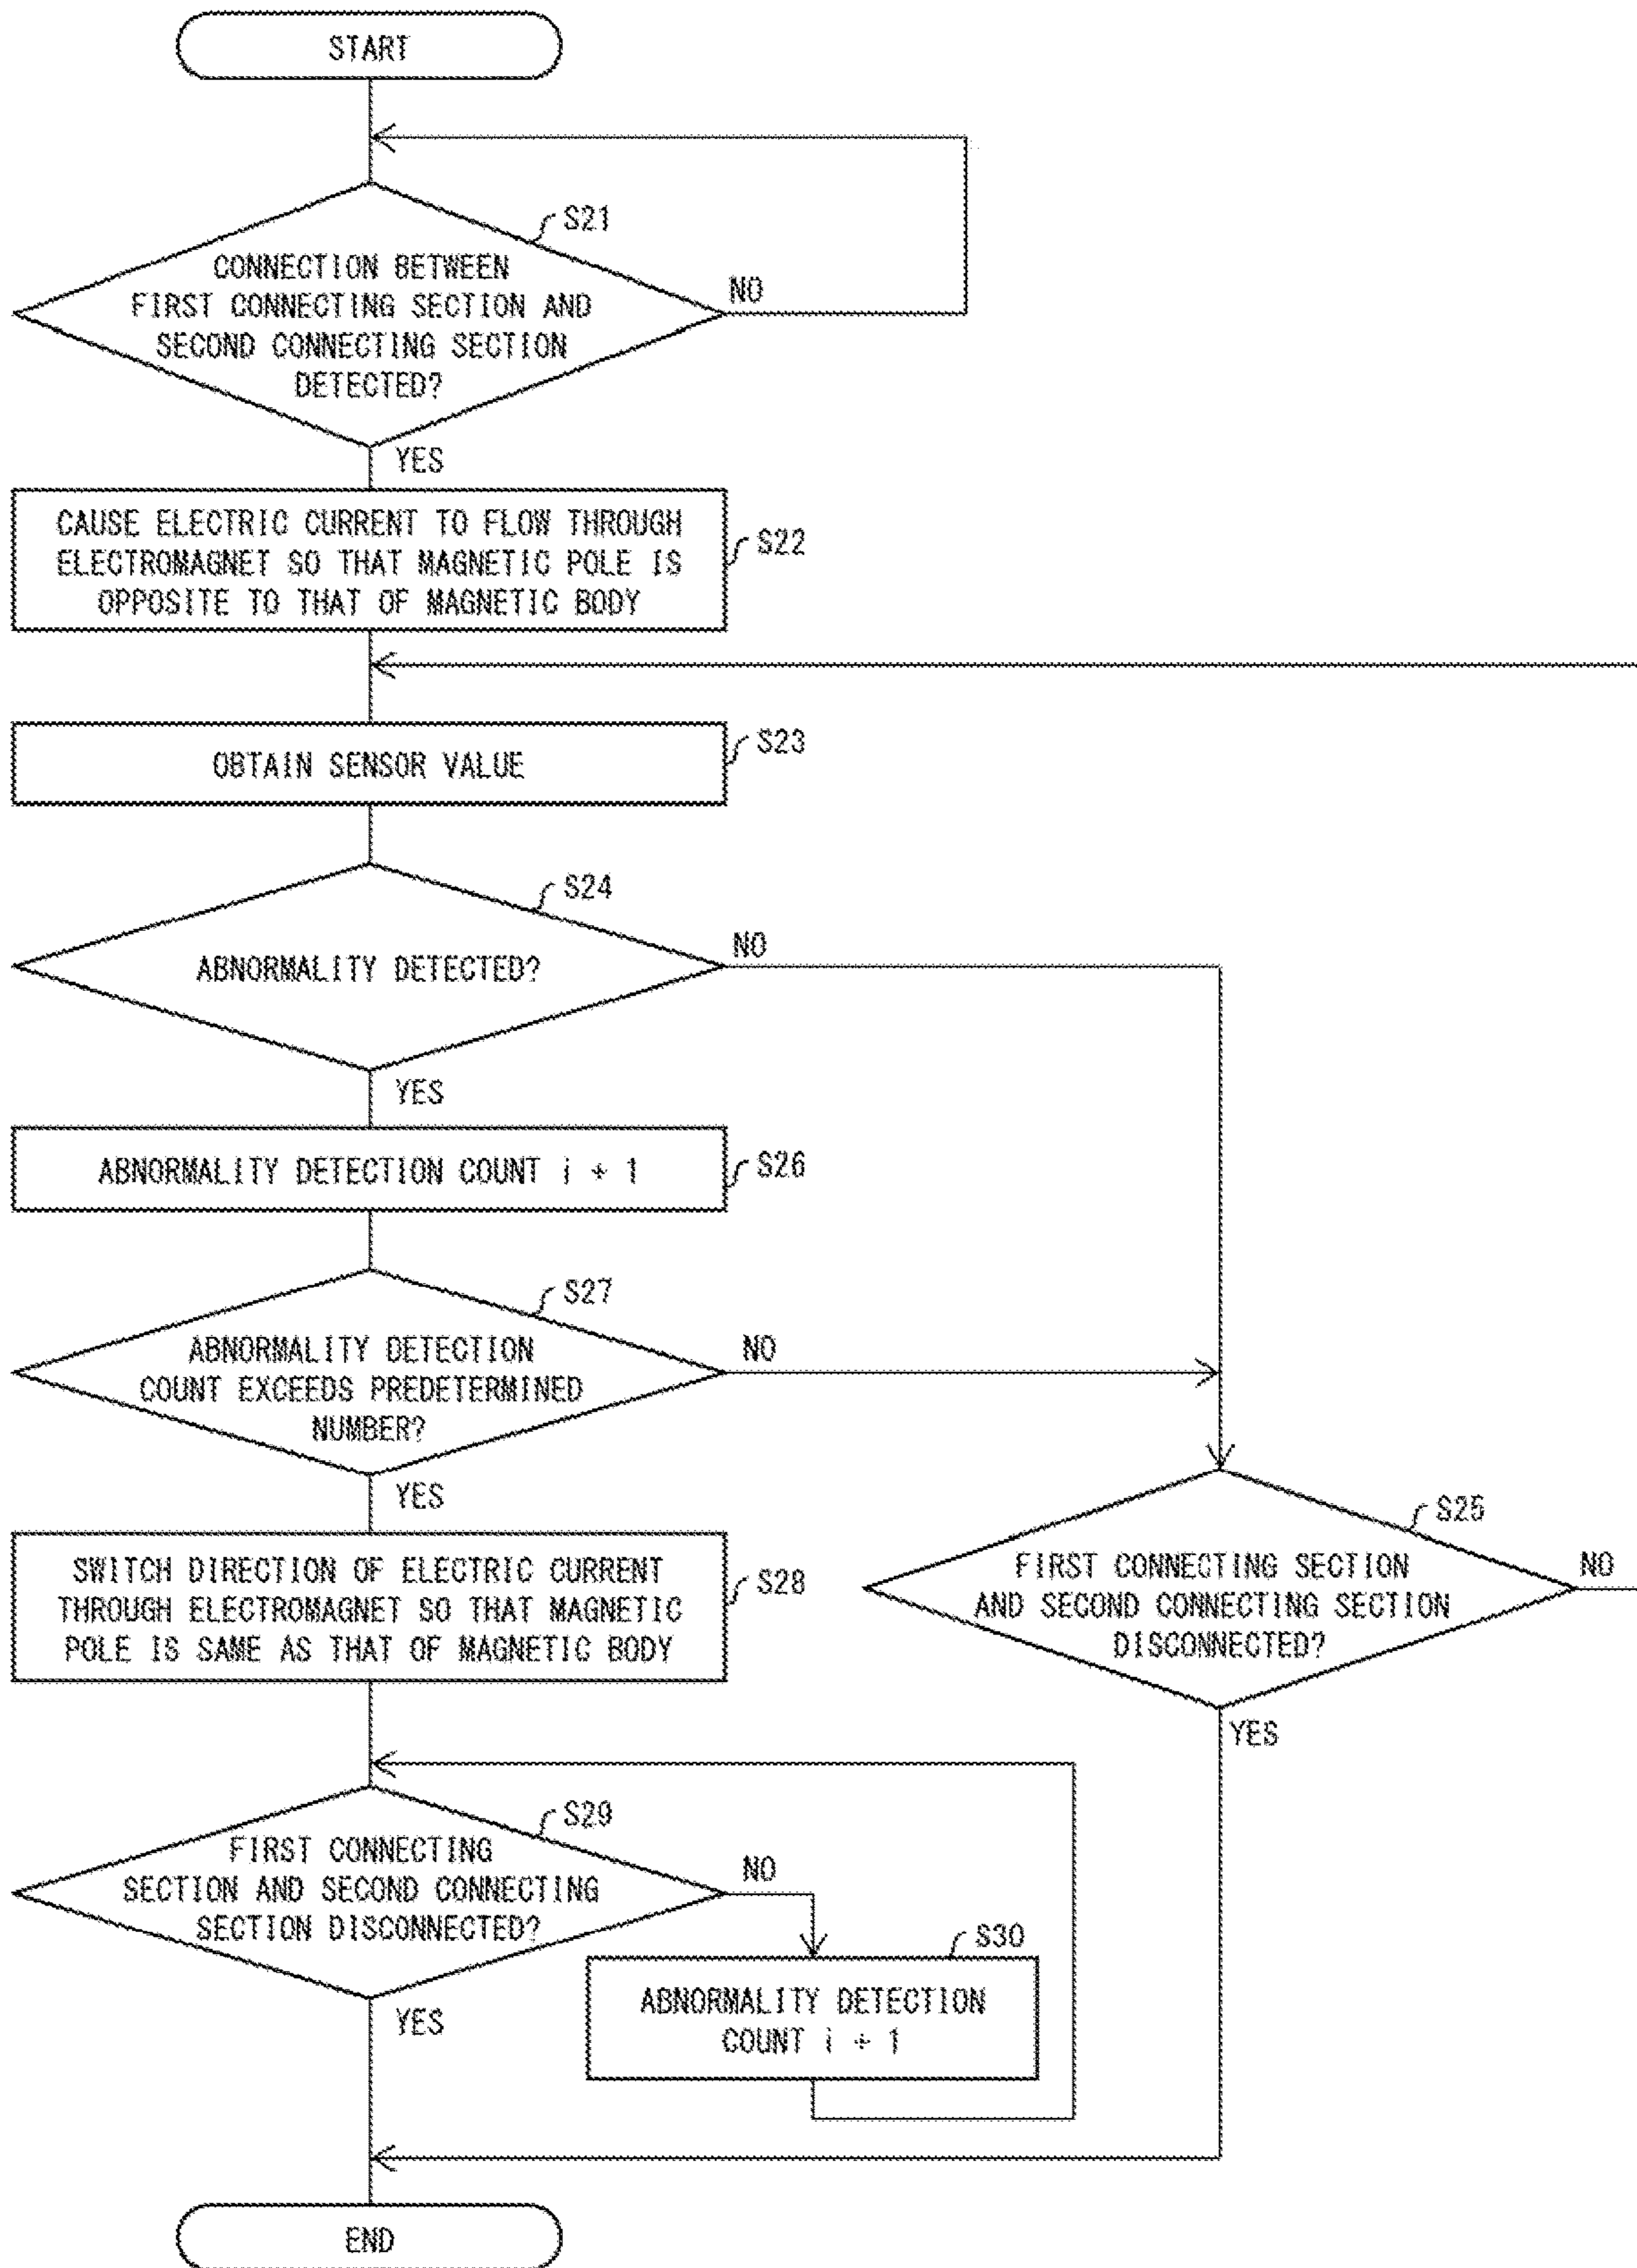 START
S21
CONNECTION BETWEEN
FIRST CONNECTING SECTION AND
SECOND CONNECTING SECTION
DETECTED?
NO
YES
CAUSE ELECTRIC CURRENT TO FLOW THROUGH
ELECTROMAGNET SO THAT MAGNETIC POLE IS
OPPOSITE TO THAT OF MAGNETIC BODY
S22
OBTAIN SENSOR VALUE
S23
S24
ABNORMALITY DETECTED?
NO
YES
ABNORMALITY DETECTION COUNT i + 1
S26
S27
ABNORMALITY DETECTION
COUNT EXCEEDS PREDETERMINED
NUMBER?
NO
YES
S25
FIRST CONNECTING SECTION
AND SECOND CONNECTING SECTION
DISCONNECTED?
NO
YES
SWITCH DIRECTION OF ELECTRIC CURRENT
THROUGH ELECTROMAGNET SO THAT MAGNETIC
POLE IS SAME AS THAT OF MAGNETIC BODY
S28
S29
FIRST CONNECTING
SECTION AND SECOND CONNECTING
SECTION DISCONNECTED?
NO
YES
S30
ABNORMALITY DETECTION
COUNT i + 1
END